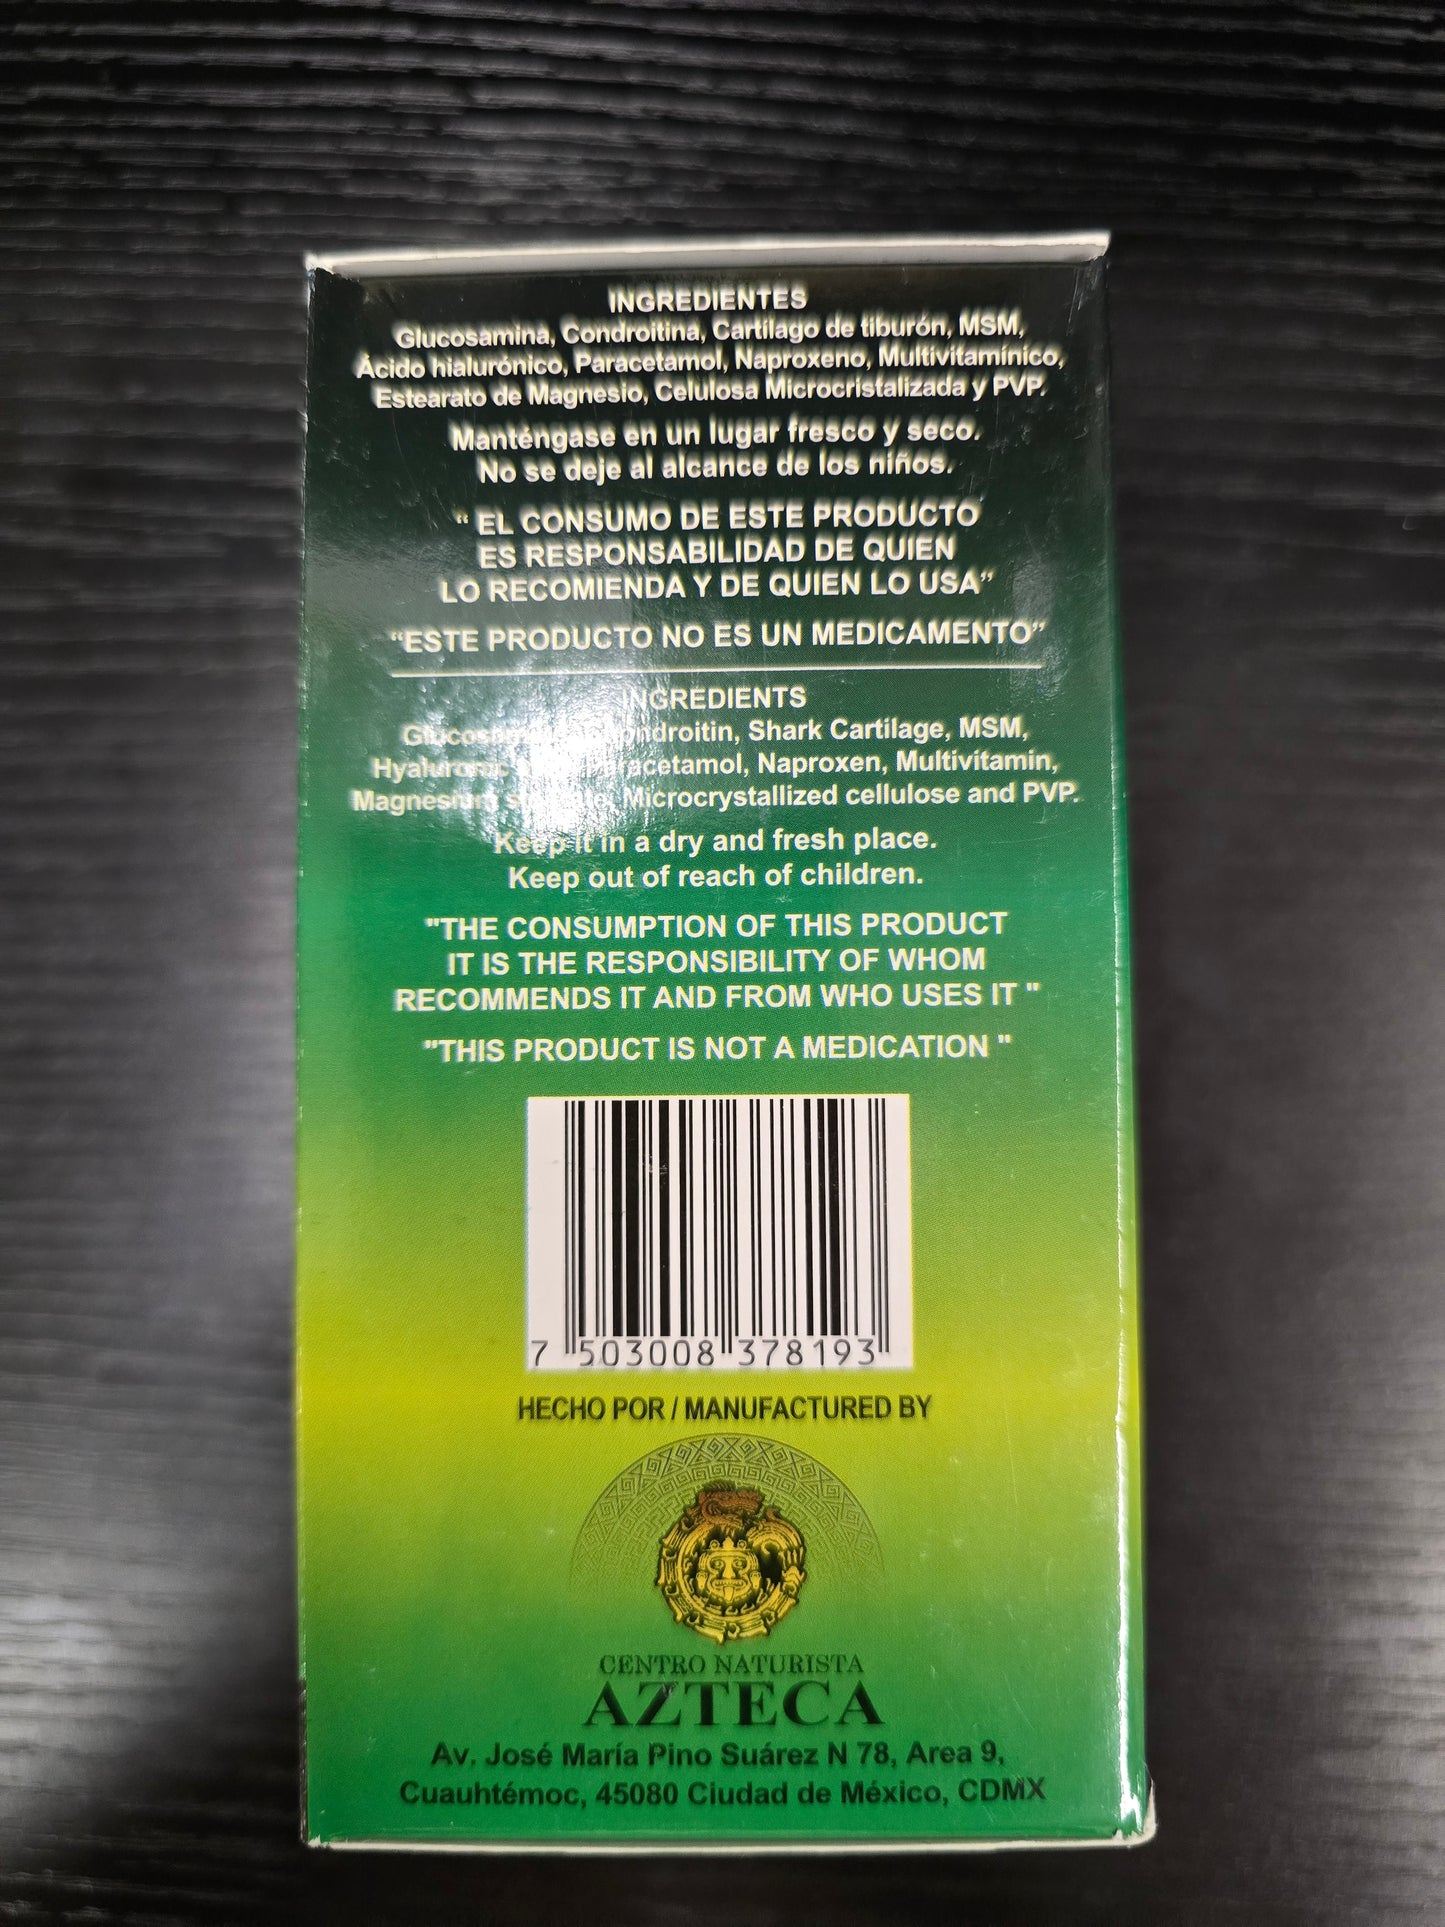 INGREDIENTES
Glucosamina, Condroitina, Cartilago de tiburón, MSM,
Ácido hialurónico, Paracetamol, Naproxeno, Multivitamínico,
Estearato de Magnesio, Celulosa Microcristalizada y PVP.
Manténgase en un lugar fresco y seco.
No se deje al alcance de los niños.
“ EL CONSUMO DE ESTE PRODUCTO
ES RESPONSABILIDAD DE QUIEN
LO RECOMIENDA Y DE QUIEN LO USA”
“ESTE PRODUCTO NO ES UN MEDICAMENTO”
INGREDIENTS
Shark Cartilage, MSM,
Paracetamol, Naproxen, Multivitamin,
Magnesium Microcrystallized cellulose and PVP.
Keep it in a dry and fresh place.
Keep out of reach of children.
"THE CONSUMPTION OF THIS PRODUCT
IT IS THE RESPONSIBILITY OF WHOM
RECOMMENDS IT AND FROM WHO USES IT "
"THIS PRODUCT IS NOT A MEDICATION "
7 503008 378193
HECHO POR / MANUFACTURED BY
CENTRO NATURISTA
AZTECA
Av. José María Pino Suárez N 78, Area 9,
Cuauhtémoc, 45080 Ciudad de México, CDMX